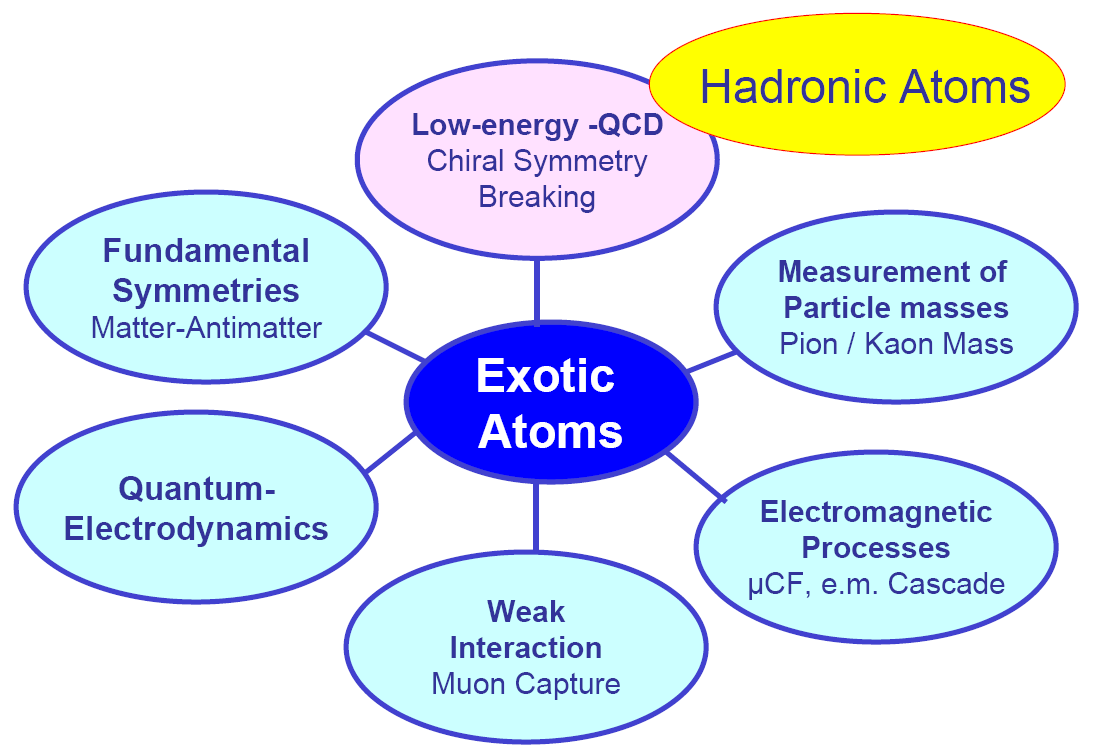 Hadronic Atoms
Low-energy -QCD
Chiral Symmetry
Breaking
Fundamental
Symmetries
Matter-Antimatter
Measurement of
Particle masses
Pion / Kaon Mass
Exotic
Atoms
Quantum-
Electrodynamics
Electromagnetic
Processes
µCF, e.m. Cascade
Weak
Interaction
Muon Capture